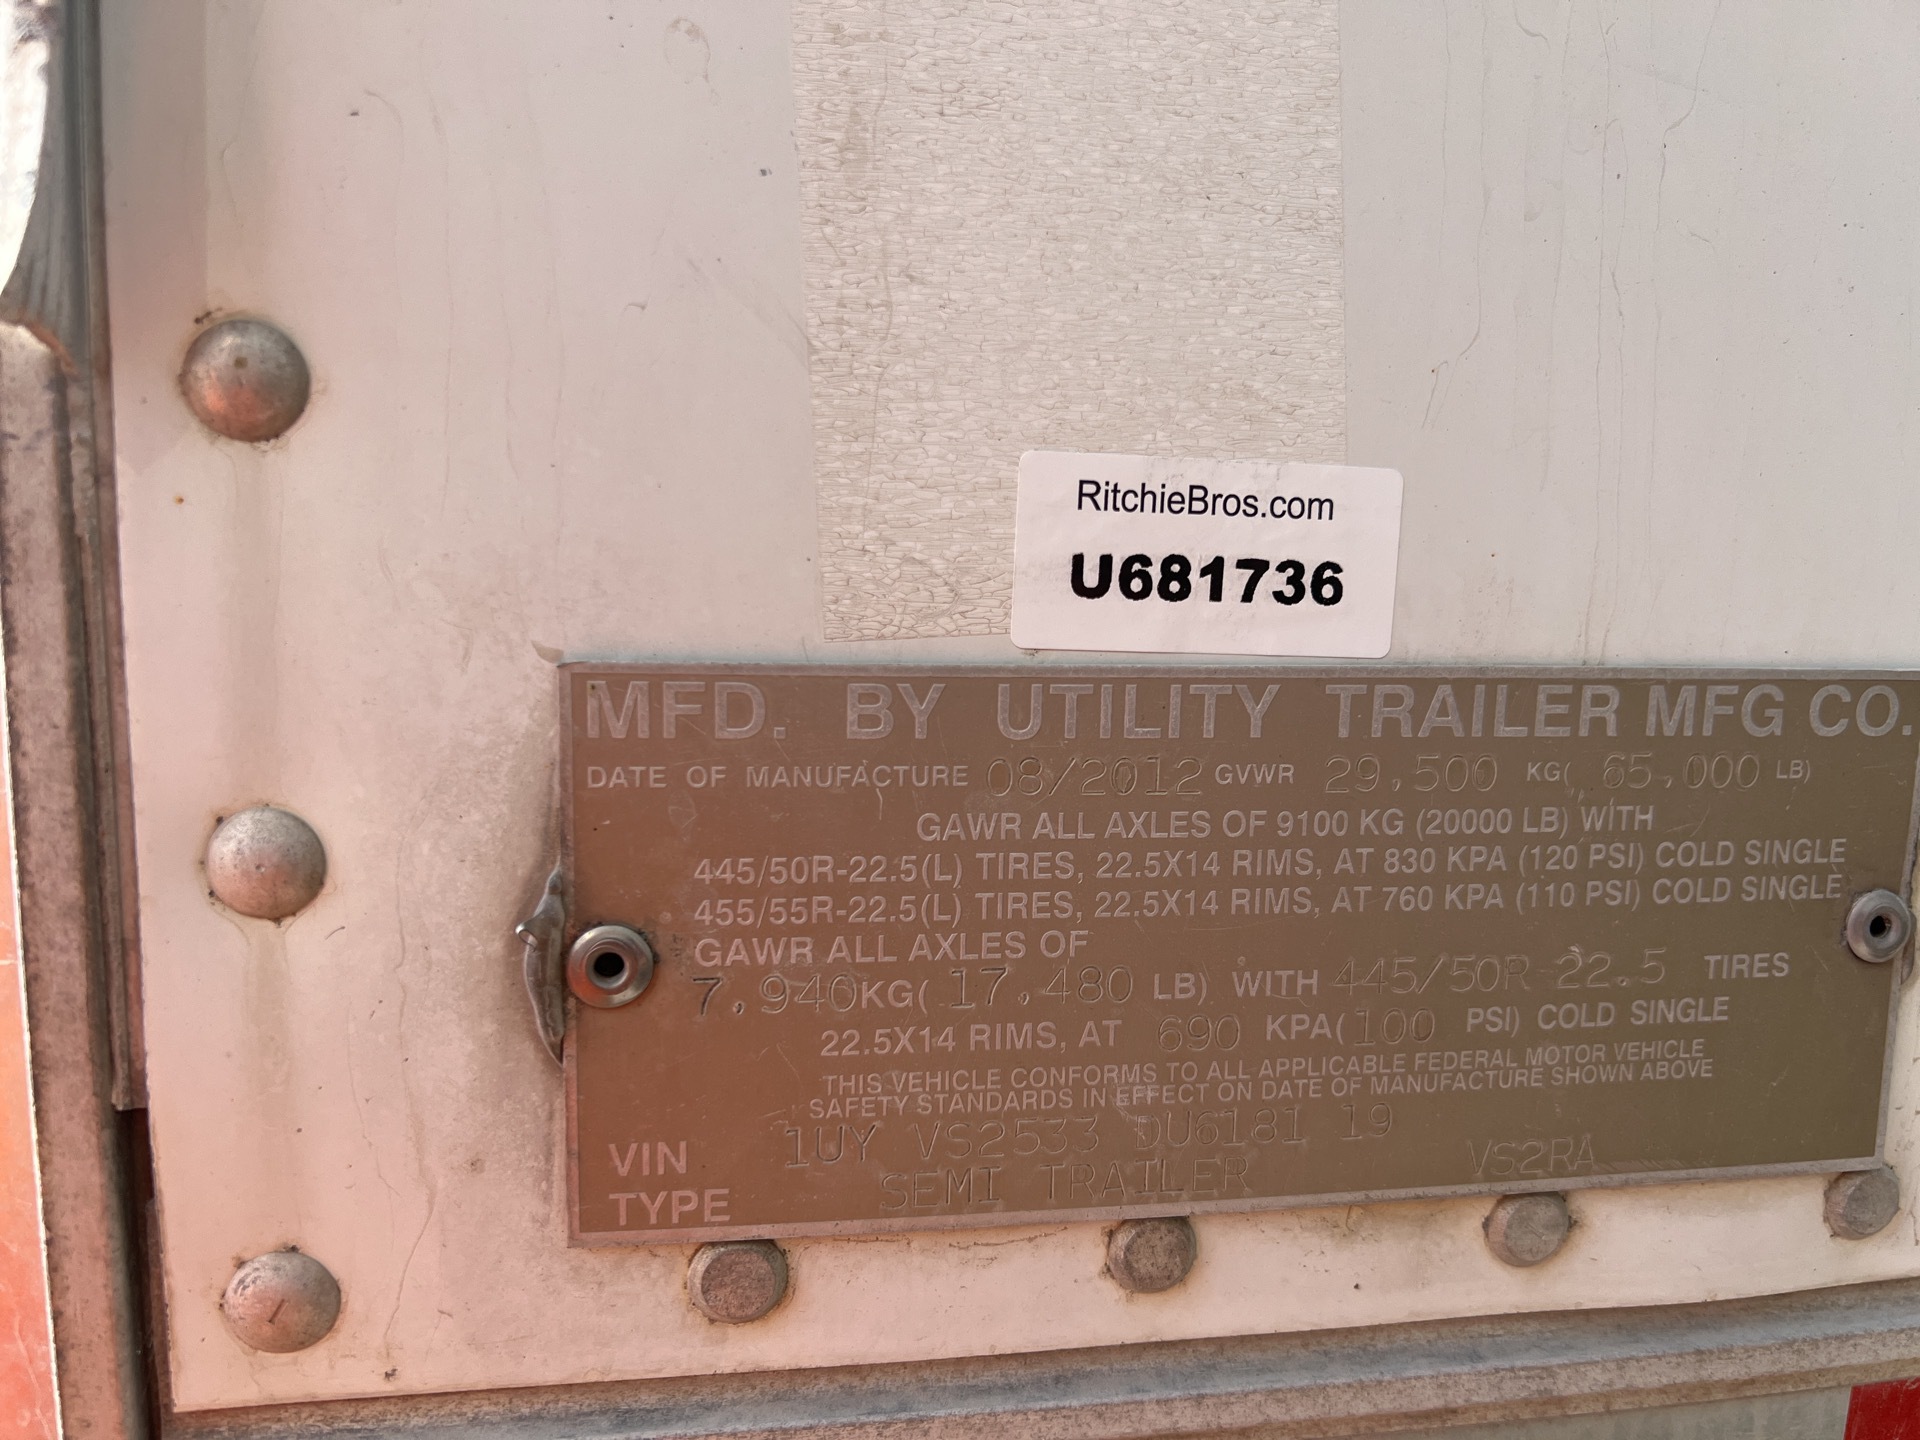 RitchieBros.com
U681736
MFD. BY UTILITY TRAILER MFG CO.
DATE OF MANUFACTURE 08/2012 GVWR 29,500 KG( 65,000 LB)
GAWR ALL AXLES OF 9100 KG (20000 LB) WITH
445/50R-22.5(L) TIRES, 22.5X14 RIMS, AT 830 KPA (120 PSI) COLD SINGLE
455/55R-22.5(L) TIRES, 22.5X14 RIMS, AT 760 KPA (110 PSI) COLD SINGLE
GAWR ALL AXLES OF
7,940KG( 17,480 LB) WITH 445/50R-22.5 TIRES
22.5X14 RIMS, AT 690 KPA(100 PSI) COLD SINGLE
THIS VEHICLE CONFORMS TO ALL APPLICABLE FEDERAL MOTOR VEHICLE
SAFETY STANDARDS IN EFFECT ON DATE OF MANUFACTURE SHOWN ABOVE
VIN 1UY VS2533 DU6181 19
TYPE SEMI TRAILER VS2RA